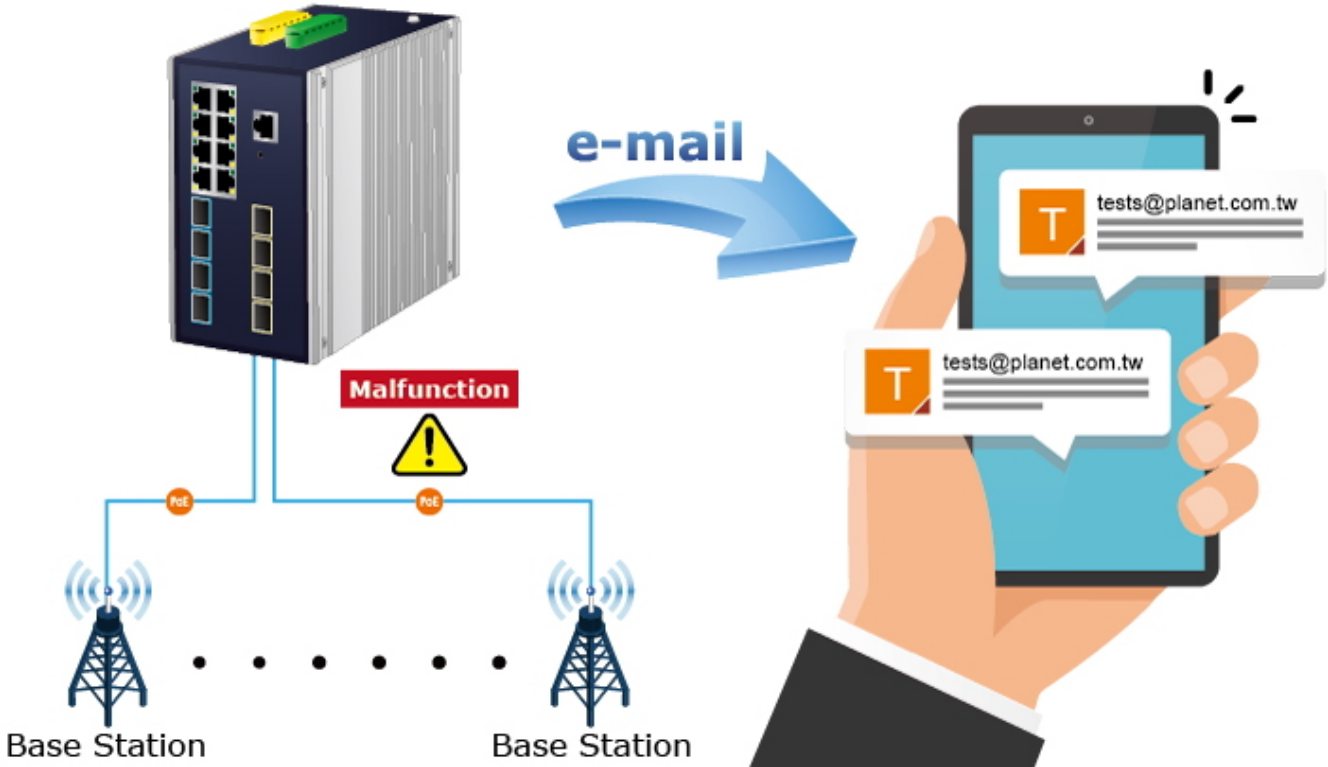 e-mail
T
tests@planet.com.tw
T
tests@planet.com.tw
Malfunction
PoE
PoE
Base Station
Base Station